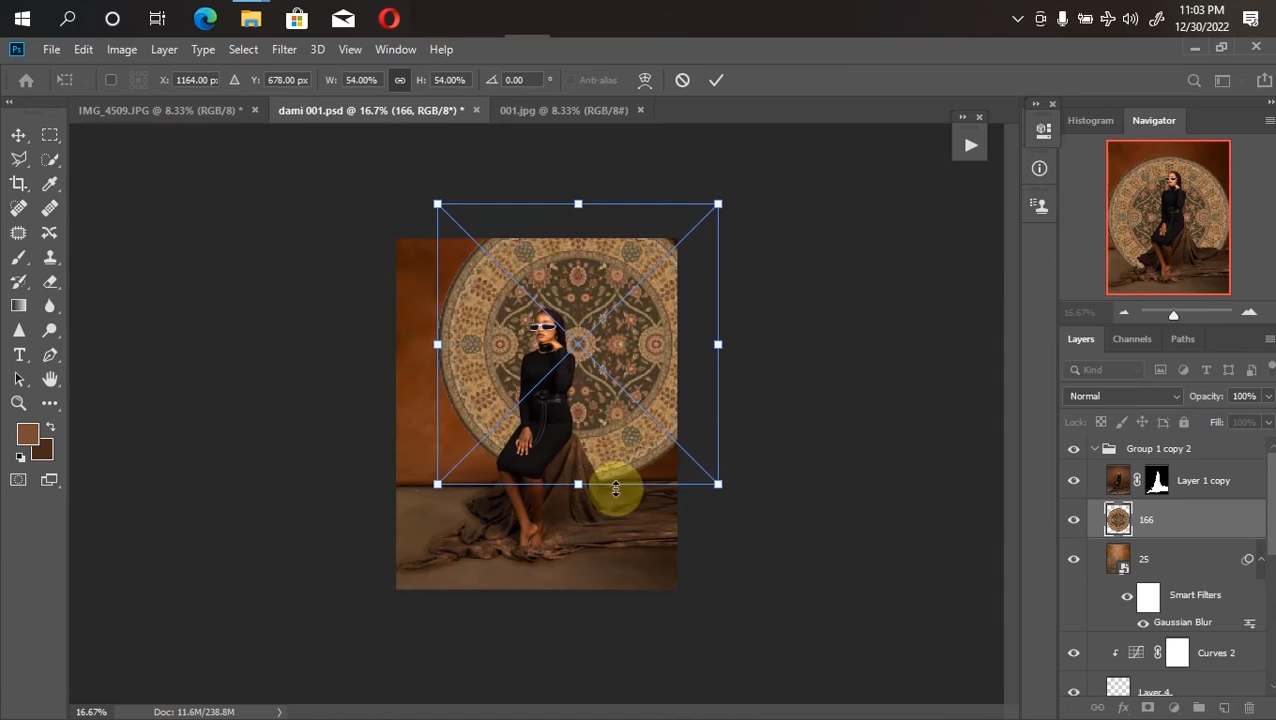 11:03 PM
12/30/2022
Ps File Edit Image Layer Type Select Filter 3D View Window Help
X: 1164.00 px Y: 678.00 px W: 54.00% H: 54.00% 0.00 ° Anti-alias
IMG_4509.JPG @ 8.33% (RGB/8) * × dami 001.psd @ 16.7% (166, RGB/8*) * × 001.jpg @ 8.33% (RGB/8#) ×
Histogram Navigator
16.67%
Layers Channels Paths
Kind
Normal Opacity: 100%
Lock: Fill: 100%
Group 1 copy 2
Layer 1 copy
166
25
Smart Filters
Gaussian Blur
Curves 2
Layer 4
16.67% Doc: 11.6M/238.8M